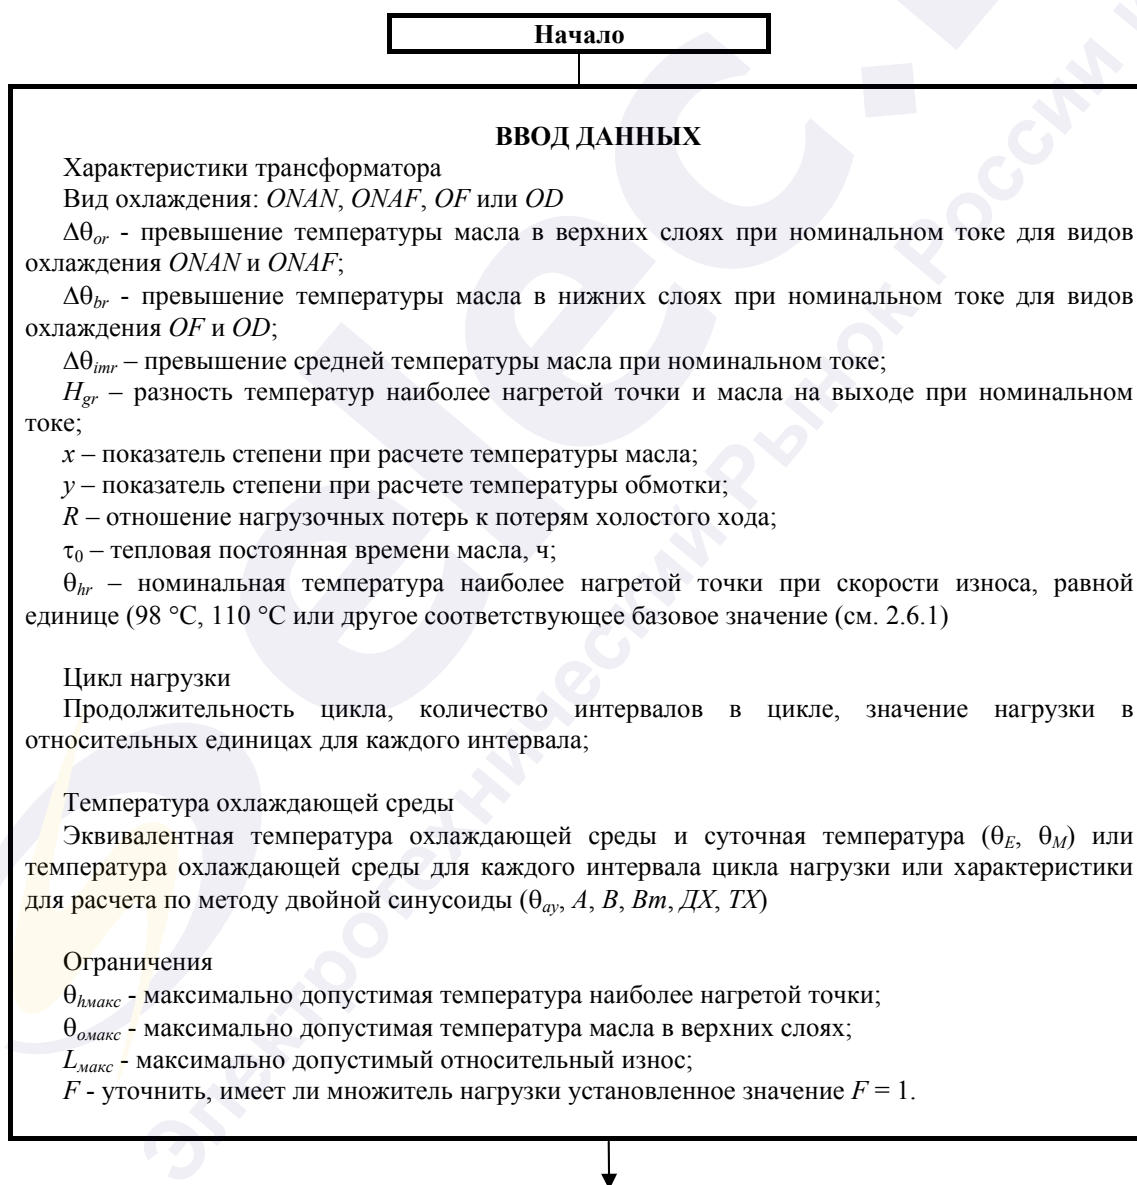 Начало
ВВОД ДАННЫХ
Характеристики трансформатора
Вид охлаждения: ONAN, ONAF, OF или OD
Δθor - превышение температуры масла в верхних слоях при номинальном токе для видов
охлаждения ONAN и ONAF;
Δθbr - превышение температуры масла в нижних слоях при номинальном токе для видов
охлаждения OF и OD;
Δθimr – превышение средней температуры масла при номинальном токе;
Hgr – разность температур наиболее нагретой точки и масла на выходе при номинальном
токе;
x – показатель степени при расчете температуры масла;
y – показатель степени при расчете температуры обмотки;
R – отношение нагрузочных потерь к потерям холостого хода;
τ0 – тепловая постоянная времени масла, ч;
θhr – номинальная температура наиболее нагретой точки при скорости износа, равной
единице (98 °C, 110 °C или другое соответствующее базовое значение (см. 2.6.1)
Цикл нагрузки
Продолжительность цикла, количество интервалов в цикле, значение нагрузки в
относительных единицах для каждого интервала;
Температура охлаждающей среды
Эквивалентная температура охлаждающей среды и суточная температура (θE, θM) или
температура охлаждающей среды для каждого интервала цикла нагрузки или характеристики
для расчета по методу двойной синусоиды (θay, A, B, Bm, ДХ, ТХ)
Ограничения
θhмакс - максимально допустимая температура наиболее нагретой точки;
θомакс - максимально допустимая температура масла в верхних слоях;
Lмакс - максимально допустимый относительный износ;
F - уточнить, имеет ли множитель нагрузки установленное значение F = 1.
elec.
Электротехнический Рынок России и